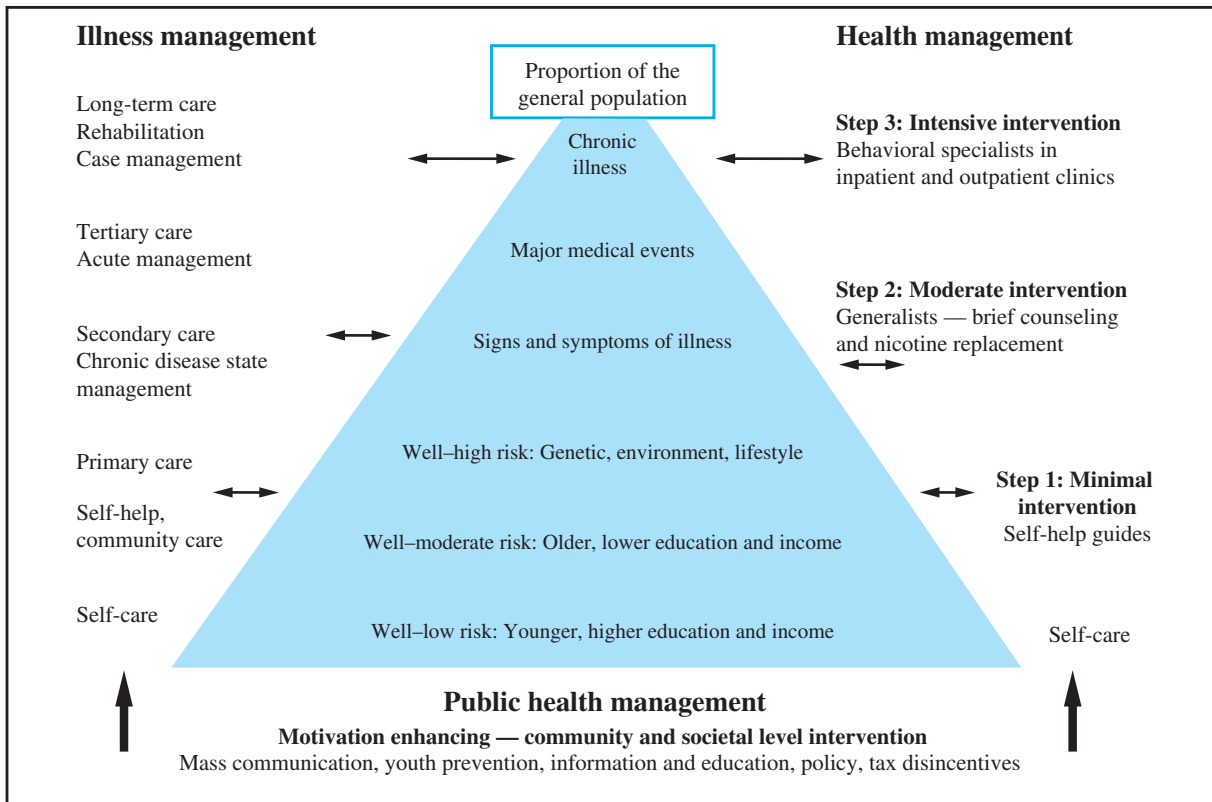 Illness management
Long-term care
Rehabilitation
Case management
Tertiary care
Acute management
Secondary care
Chronic disease state
management
Primary care
Self-help,
community care
Self-care
Proportion of the
general population
Chronic
illness
Major medical events
Signs and symptoms of illness
Well–high risk: Genetic, environment, lifestyle
Well–moderate risk: Older, lower education and income
Well–low risk: Younger, higher education and income
Health management
Step 3: Intensive intervention
Behavioral specialists in
inpatient and outpatient clinics
Step 2: Moderate intervention
Generalists — brief counseling
and nicotine replacement
Step 1: Minimal
intervention
Self-help guides
Self-care
Public health management
Motivation enhancing — community and societal level intervention
Mass communication, youth prevention, information and education, policy, tax disincentives